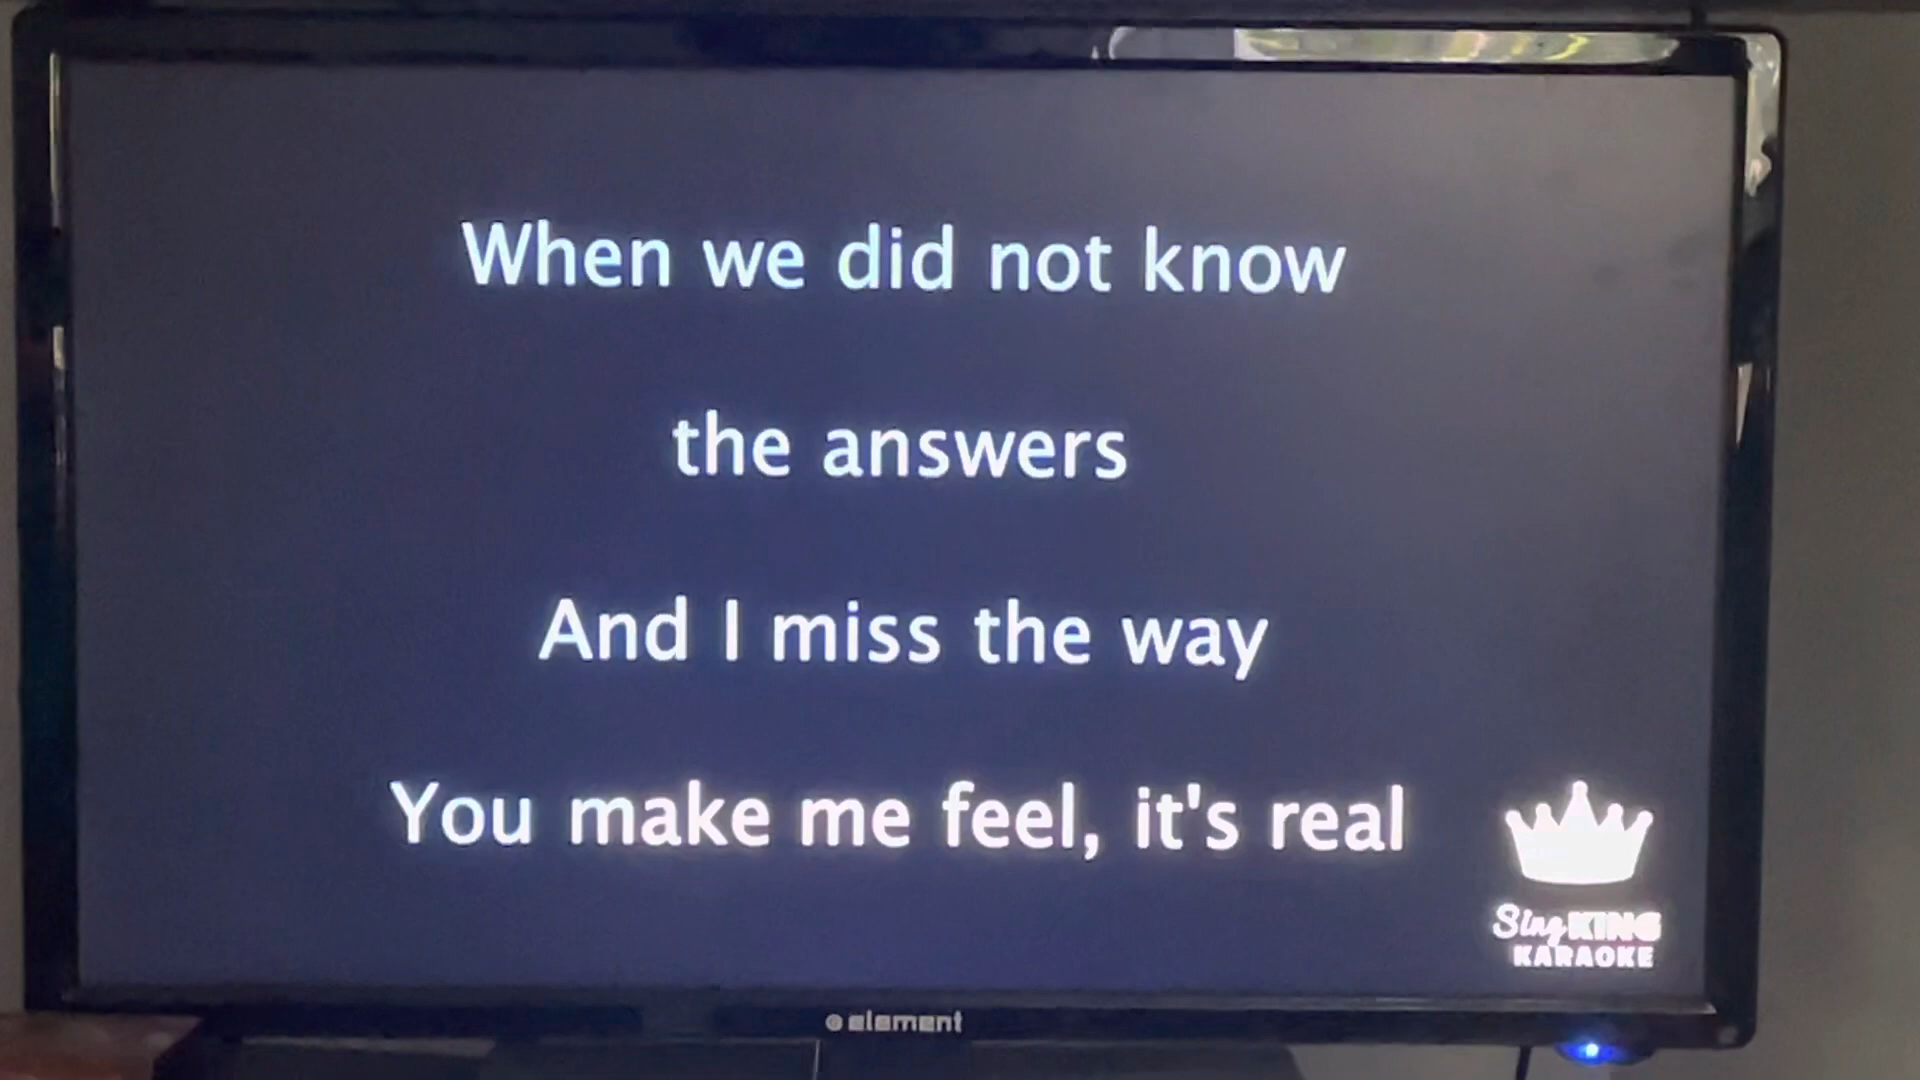 When we did not know
the answers
And I miss the way
You make me feel, it's real
Sing KING
KARAOKE
element